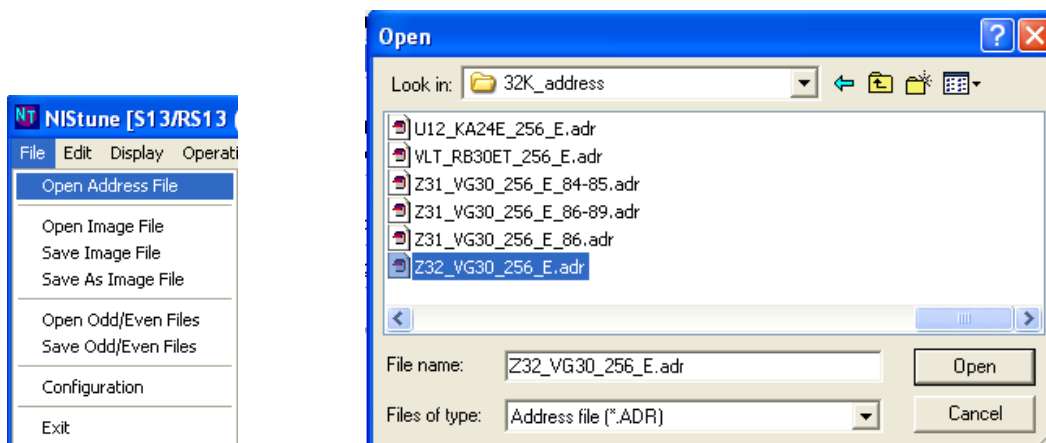 NIStune [S13/RS13 (
File Edit Display Operati
Open Address File
Open Image File
Save Image File
Save As Image File
Open Odd/Even Files
Save Odd/Even Files
Configuration
Exit
Open
Look in: 32K_address
U12_KA24E_256_E.adr
VLT_RB30ET_256_E.adr
Z31_VG30_256_E_84-85.adr
Z31_VG30_256_E_86-89.adr
Z31_VG30_256_E_86.adr
Z32_VG30_256_E.adr
File name: Z32_VG30_256_E.adr Open
Files of type: Address file (*.ADR) Cancel